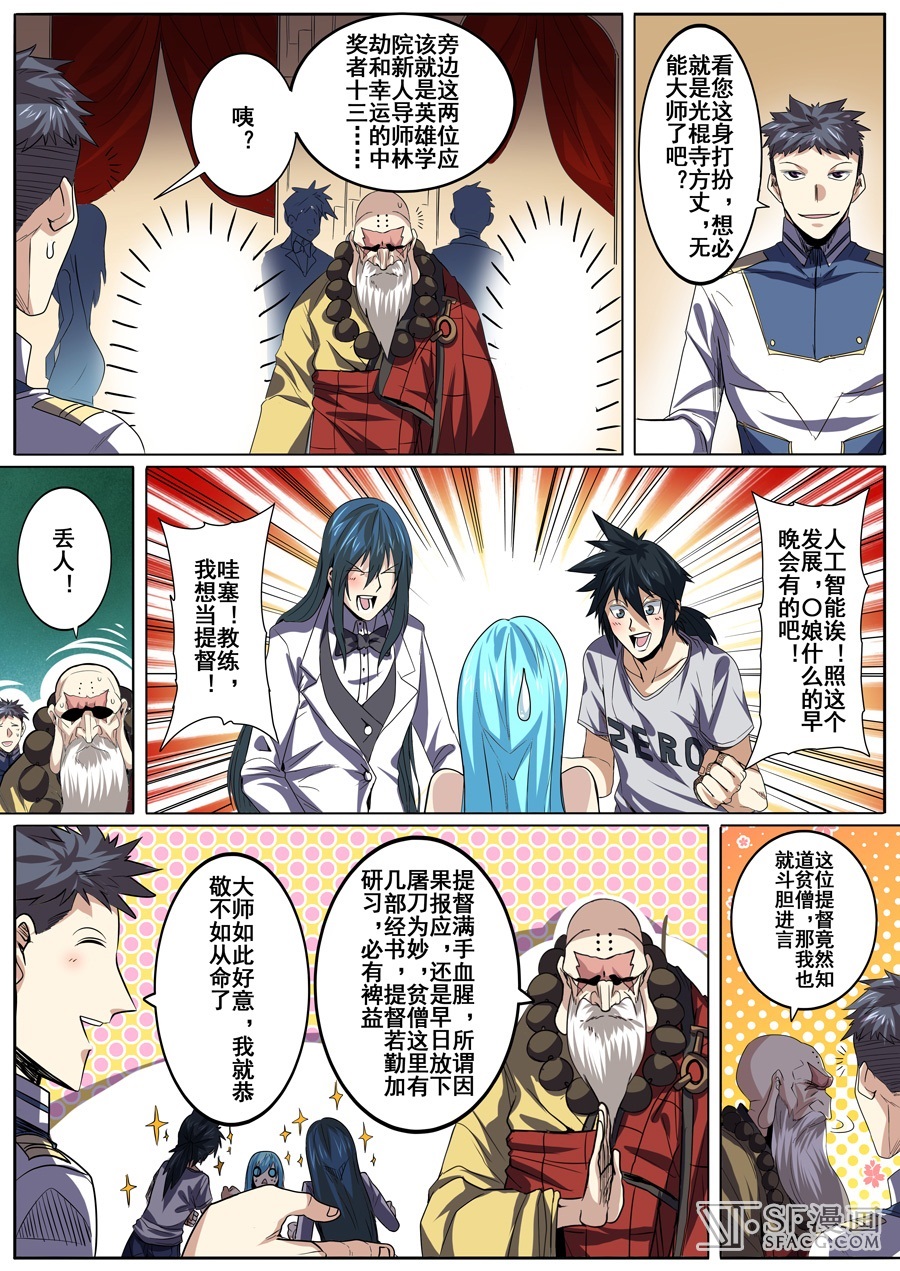 看您这身打扮，想必
就是光棍寺方丈，无
能大师了吧？
旁边这两位应
该就是英雄学
院新人导师林
劫和幸运的中
奖者十三……
咦？
人工智能诶！照这个
发展，〇娘什么的早
晚会有的吧！
ZERO
哇塞！教练，
我想当提督！
丢人！
这位提督竟然知
道贫僧，那我也
就斗胆进言
提督满手血腥，所谓因
果报应，还是早日放下
屠刀为妙，贫僧这里有
几部经书，提督若勤加
研习，必有裨益
大师如此好意，我就恭
敬不如从命了
SF漫画
SFACG.COM